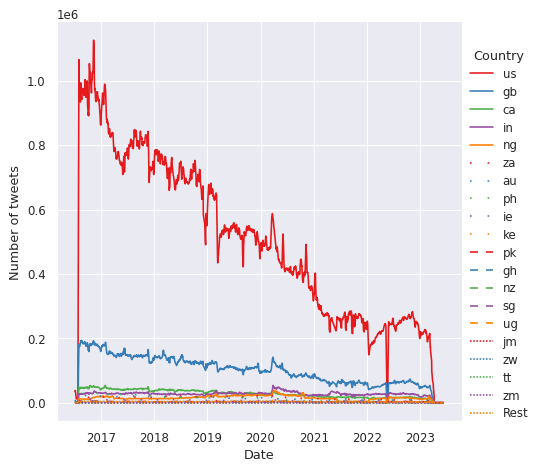 1e6
Country
us
gb
ca
in
ng
za
au
ph
ie
ke
pk
gh
nz
sg
ug
jm
zw
tt
zm
Rest
Number of tweets
1.0
0.8
0.6
0.4
0.2
0.0
2017 2018 2019 2020 2021 2022 2023
Date